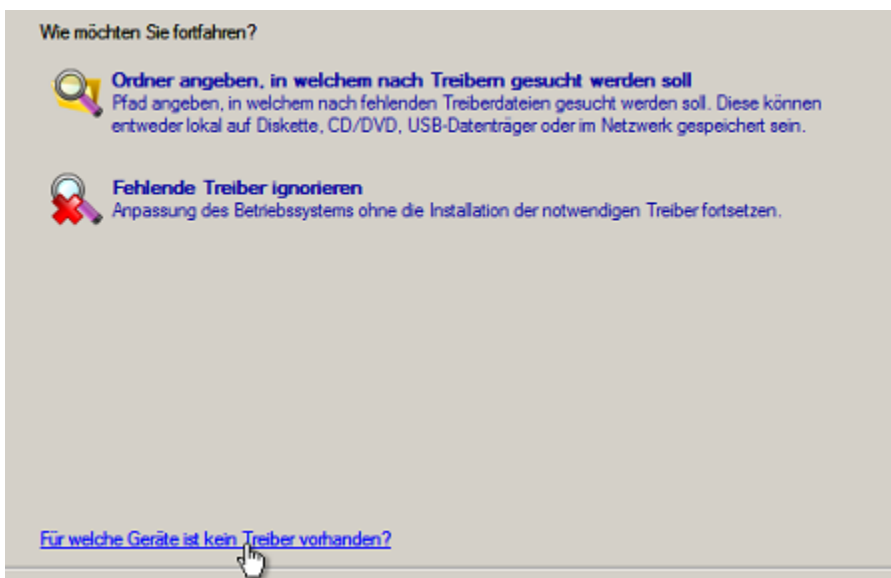 Wie möchten Sie fortfahren?
Ordner angeben, in welchem nach Treibern gesucht werden soll
Pfad angeben, in welchem nach fehlenden Treiberdateien gesucht werden soll. Diese können
entweder lokal auf Diskette, CD/DVD, USB-Datenträger oder im Netzwerk gespeichert sein.
Fehlende Treiber ignorieren
Anpassung des Betriebssystems ohne die Installation der notwendigen Treiber fortsetzen.
Für welche Geräte ist kein Treiber vorhanden?